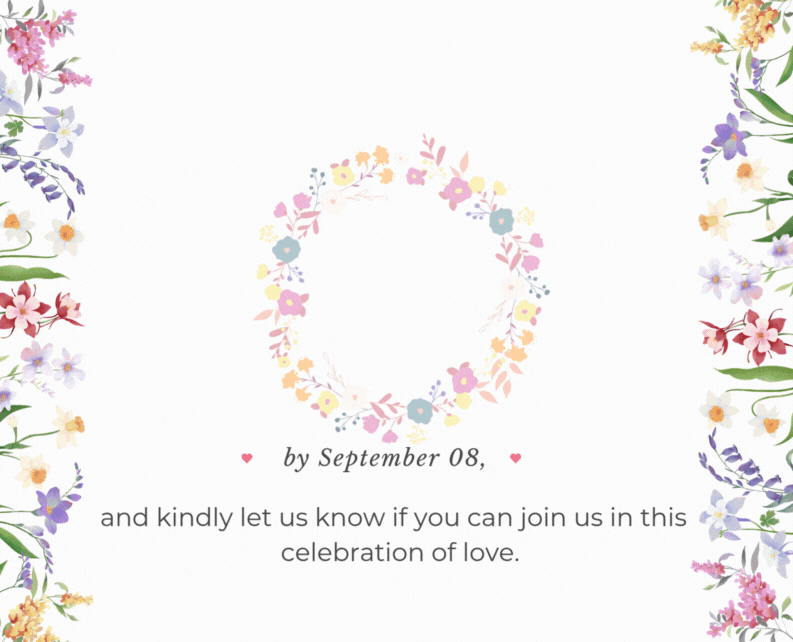 by September 08,
and kindly let us know if you can join us in this
celebration of love.